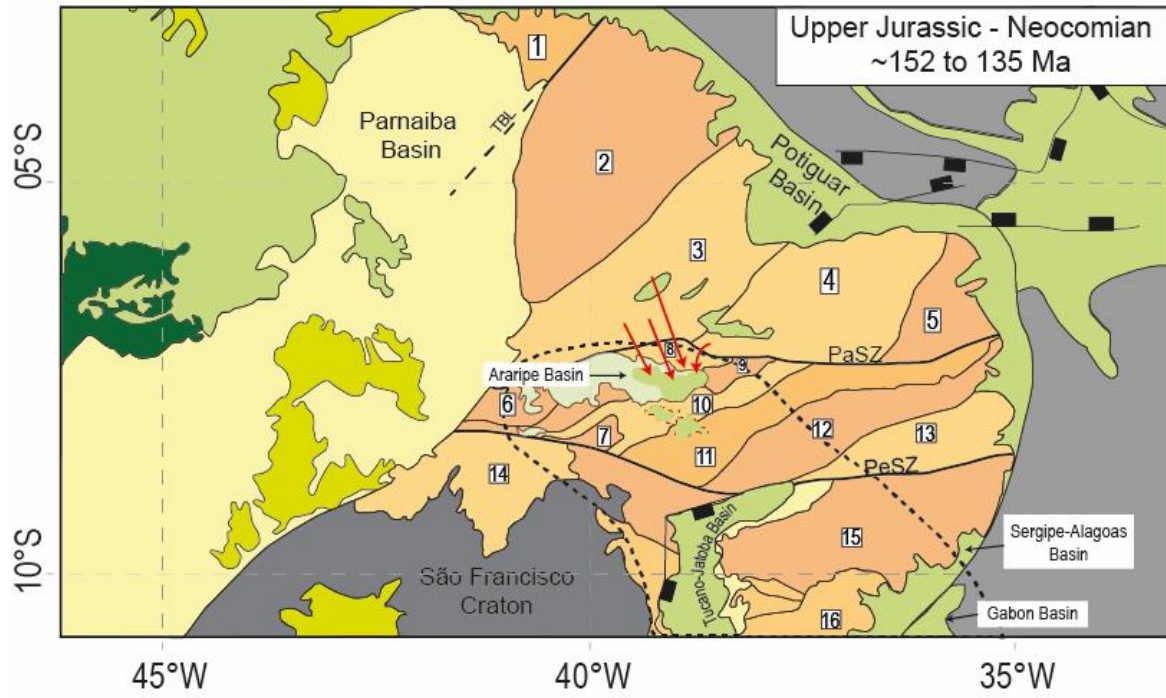 Upper Jurassic - Neocomian
~152 to 135 Ma
1
TBL
Parnaiba
Basin
2
Potiguar
Basin
05°S
3
4
5
8
PaSZ
9
Araripe Basin
6
10
7
12
13
11
PeSZ
14
15
Tucano-Jatoba Basin
Sergipe-Alagoas
Basin
10°S
São Francisco
Craton
16
Gabon Basin
45°W
40°W
35°W